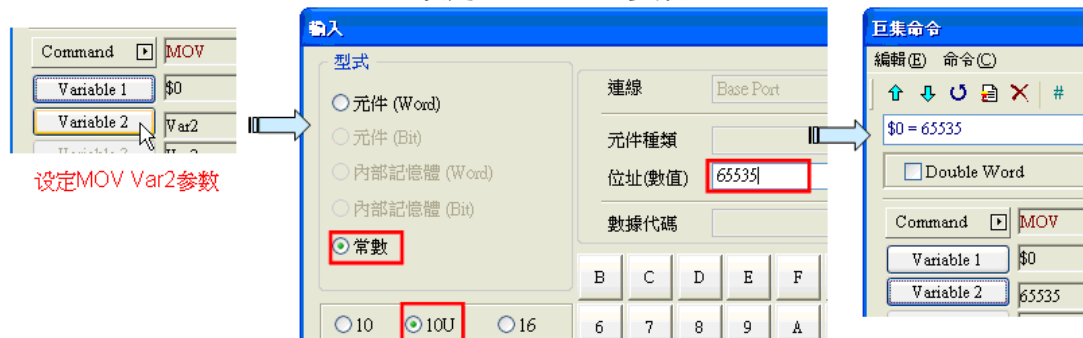 Command MOV
Variable 1 $0
Variable 2 Var2
设定MOV Var2参数
輸入
型式
元件 (Word)
元件 (Bit)
內部記憶體 (Word)
內部記憶體 (Bit)
常數
10 10U 16
連線 Base Port
元件種類
位址(數值) 65535
數據代碼
B C D E F
6 7 8 9 A
巨集命令
編輯(E) 命令(C)
#
$0 = 65535
Double Word
Command MOV
Variable 1 $0
Variable 2 65535